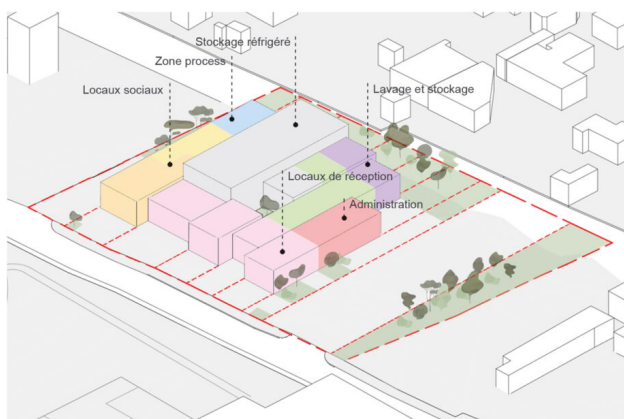 Stockage réfrigéré
Zone process
Locaux sociaux
Lavage et stockage
Locaux de réception
Administration